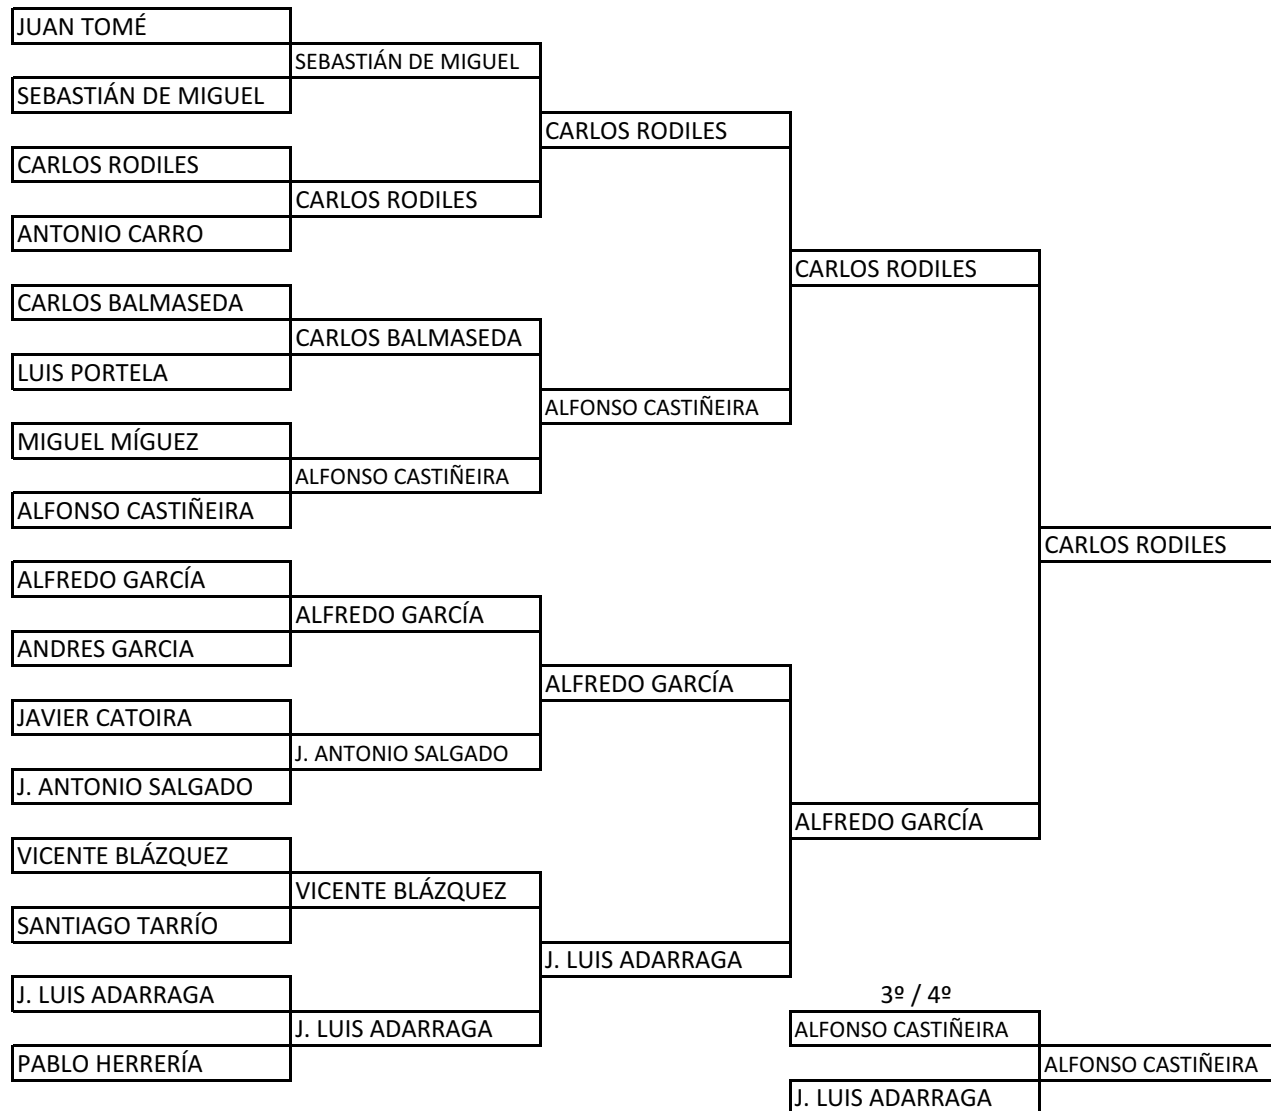 JUAN TOMÉ
SEBASTIÁN DE MIGUEL
SEBASTIÁN DE MIGUEL
CARLOS RODILES
CARLOS RODILES
CARLOS RODILES
ANTONIO CARRO
CARLOS RODILES
CARLOS BALMASEDA
CARLOS BALMASEDA
LUIS PORTELA
ALFONSO CASTIÑEIRA
MIGUEL MÍGUEZ
ALFONSO CASTIÑEIRA
ALFONSO CASTIÑEIRA
CARLOS RODILES
ALFREDO GARCÍA
ALFREDO GARCÍA
ANDRES GARCIA
ALFREDO GARCÍA
JAVIER CATOIRA
J. ANTONIO SALGADO
J. ANTONIO SALGADO
ALFREDO GARCÍA
VICENTE BLÁZQUEZ
VICENTE BLÁZQUEZ
SANTIAGO TARRÍO
J. LUIS ADARRAGA
J. LUIS ADARRAGA
3º / 4º
J. LUIS ADARRAGA
ALFONSO CASTIÑEIRA
PABLO HERRERÍA
ALFONSO CASTIÑEIRA
J. LUIS ADARRAGA